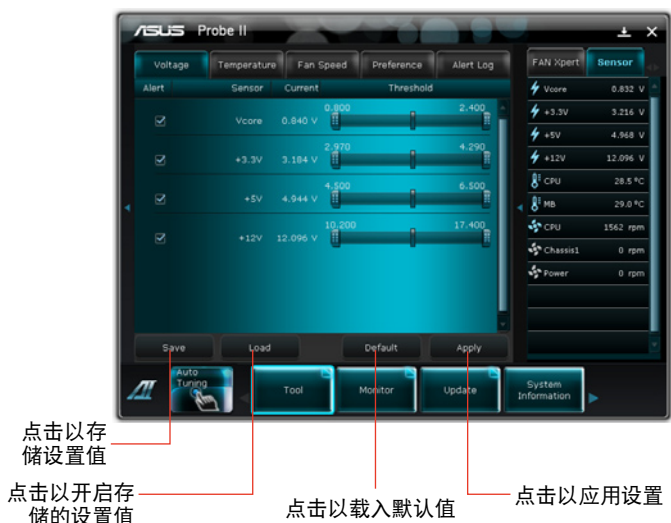 ASUS Probe II
Voltage Temperature Fan Speed Preference Alert Log
FAN Xpert Sensor
Alert Sensor Current Threshold
Vcore 0.840 V 0.800 2.400
+3.3V 3.184 V 2.970 4.290
+5V 4.944 V 4.500 6.500
+12V 12.096 V 10.200 17.400
Vcore 0.832 V
+3.3V 3.216 V
+5V 4.968 V
+12V 12.096 V
CPU 28.5 °C
MB 29.0 °C
CPU 1562 rpm
Chassis1 0 rpm
Power 0 rpm
Save Load Default Apply
Auto
Tuning
Tool Monitor Update
System
Information
点击以存
储设置值
点击以开启存
储的设置值
点击以载入默认值
点击以应用设置